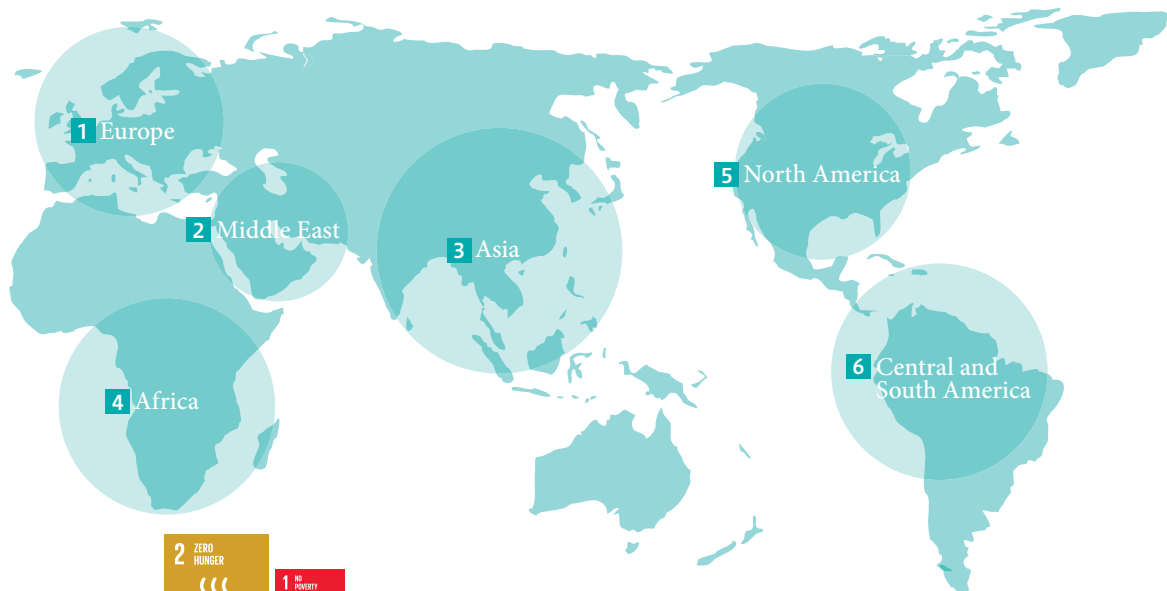 1 Europe
2 Middle East
3 Asia
4 Africa
5 North America
6 Central and
South America
2 ZERO
HUNGER
1 NO
POVERTY